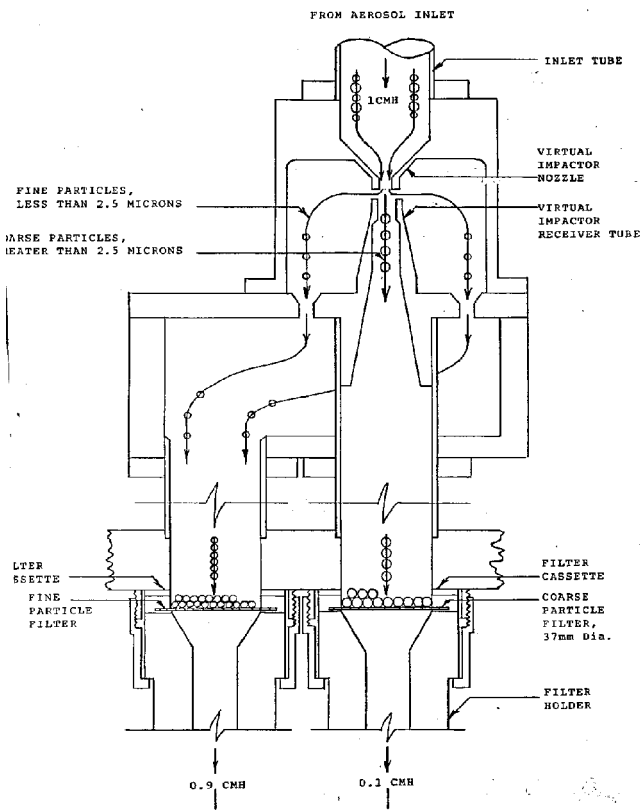 FROM AEROSOL INLET
INLET TUBE
1CMH
VIRTUAL
IMPACTOR
NOZZLE
FINE PARTICLES,
LESS THAN 2.5 MICRONS
VIRTUAL
IMPACTOR
RECEIVER TUBE
OARSE PARTICLES,
REATER THAN 2.5 MICRONS
LTER
SSETTE
FINE
PARTICLE
FILTER
FILTER
CASSETTE
COARSE
PARTICLE
FILTER,
37mm Dia.
FILTER
HOLDER
0.9 CMH
0.1 CMH